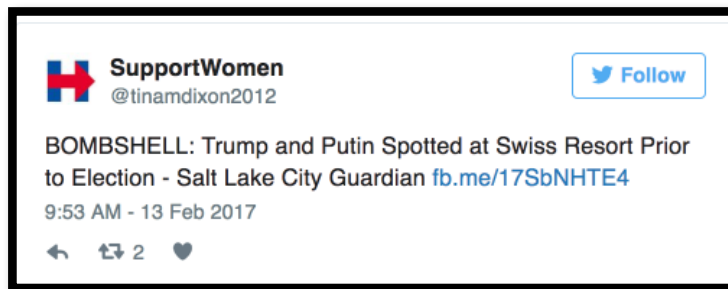 SupportWomen
@tinamdixon2012
Follow
BOMBSHELL: Trump and Putin Spotted at Swiss Resort Prior
to Election - Salt Lake City Guardian fb.me/17SbNHTE4
9:53 AM - 13 Feb 2017
2